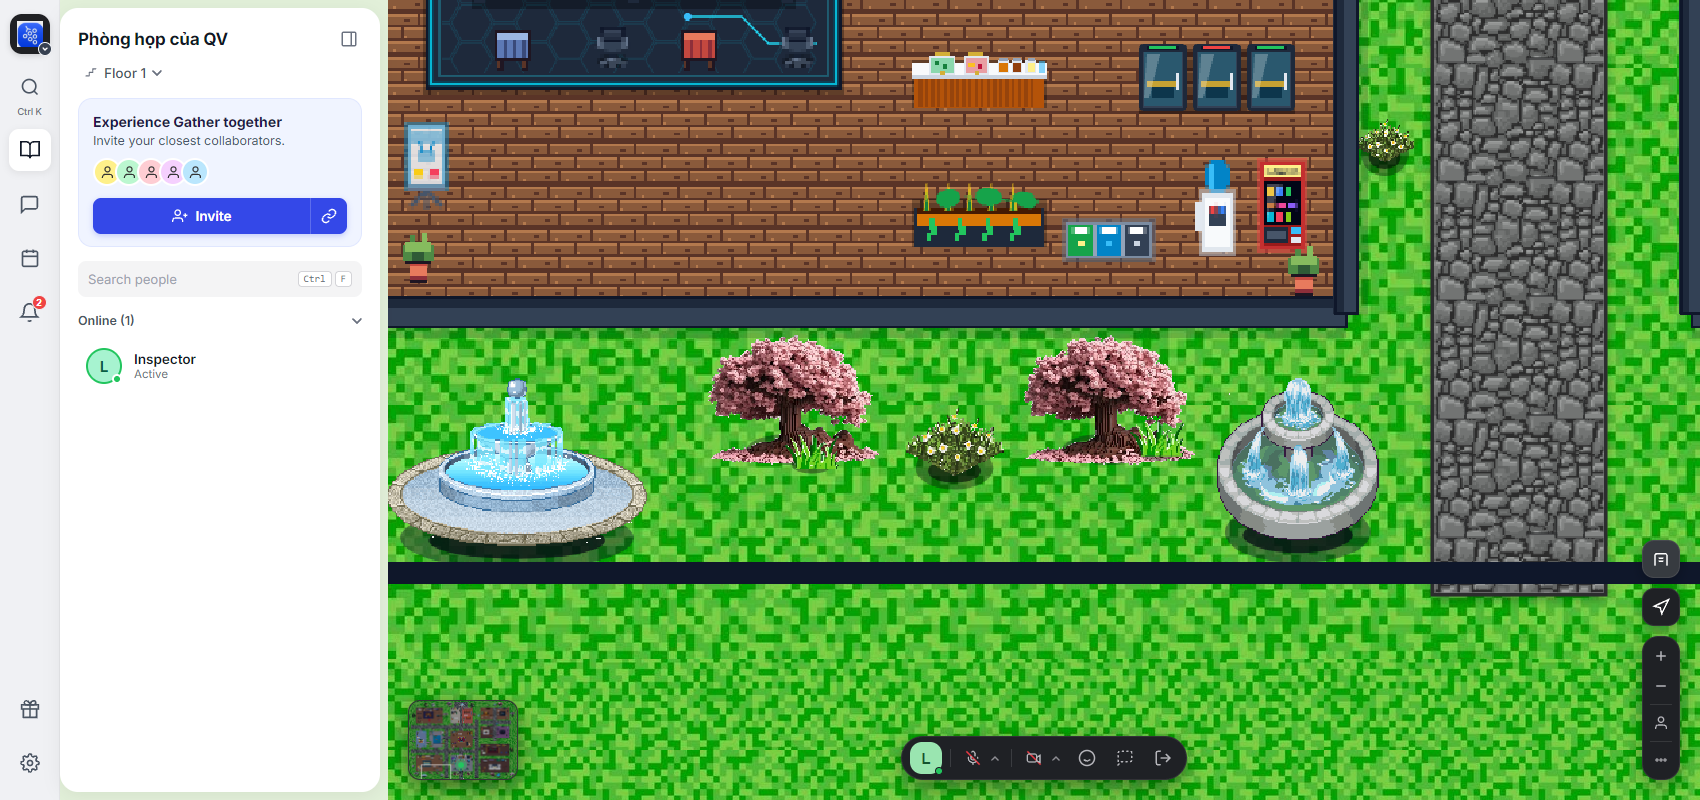 Phòng họp của QV
Floor 1
Ctrl K
Experience Gather together
Invite your closest collaborators.
Invite
Search people
Ctrl F
2
Online (1)
L
Inspector
Active
L